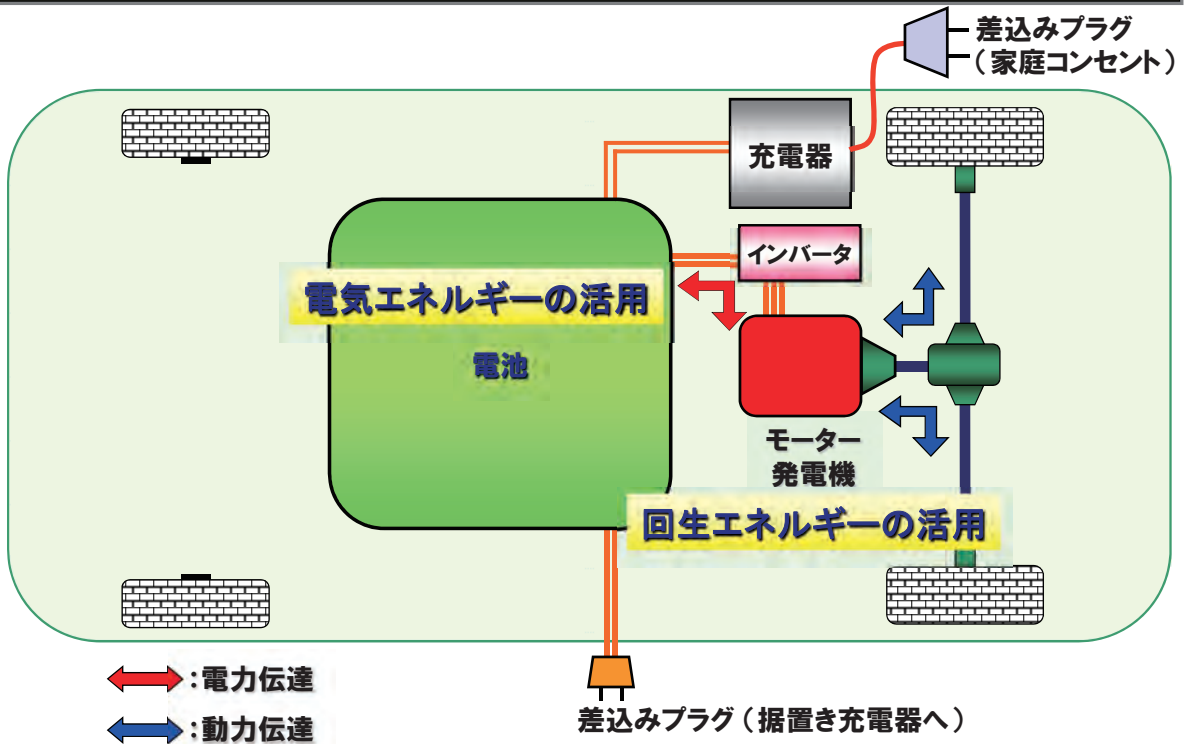 差込みプラグ
（家庭コンセント）
充電器
インバータ
電気エネルギーの活用
電池
モーター
発電機
回生エネルギーの活用
:電力伝達
:動力伝達
差込みプラグ（据置き充電器へ）